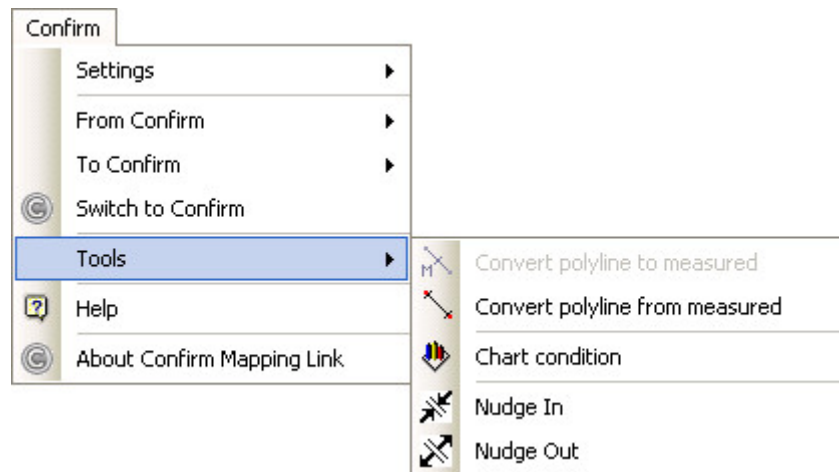 Confirm
Settings
From Confirm
To Confirm
Switch to Confirm
Tools
Help
About Confirm Mapping Link
Convert polyline to measured
Convert polyline from measured
Chart condition
Nudge In
Nudge Out